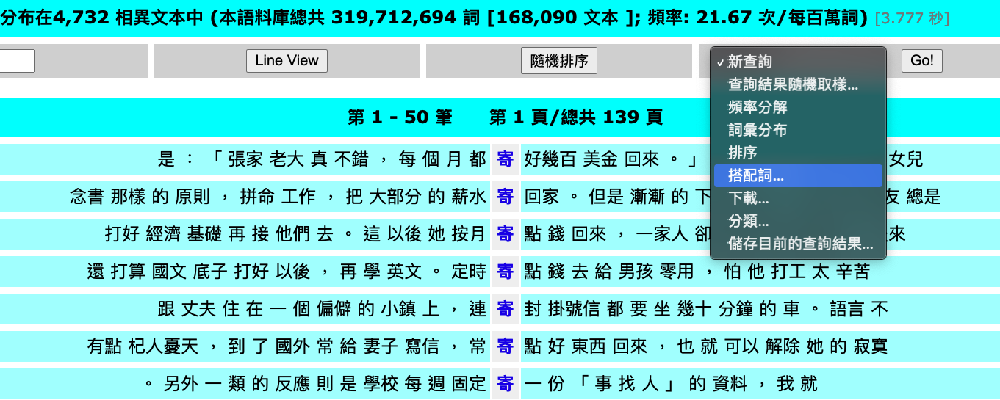 分布在4,732 相異文本中 (本語料庫總共 319,712,694 詞 [168,090 文本 ]; 頻率: 21.67 次/每百萬詞) [3.777 秒]
Line View 隨機排序 Go!
✓新查詢
查詢結果隨機取樣...
頻率分解
詞彙分布
排序
搭配詞...
下載...
分類...
儲存目前的查詢結果...
第 1 - 50 筆 第 1 頁/總共 139 頁
是 ： 「 張家 老大 真 不錯 ， 每 個 月 都 寄 好幾百 美金 回來 。 」 女兒
念書 那樣 的 原則 ， 拼命 工作 ， 把 大部分 的 薪水 寄 回家 。 但是 漸漸 的 下 友 總是
打好 經濟 基礎 再 接 他們 去 。 這 以後 她 按月 寄 點 錢 回來 ， 一家人 卻 來
還 打算 國文 底子 打好 以後 ， 再 學 英文 。 定時 寄 點 錢 去 給 男孩 零用 ， 怕 他 打工 太 辛苦
跟 丈夫 住 在 一 個 偏僻 的 小鎮 上 ， 連 寄 封 掛號信 都 要 坐 幾十 分鐘 的 車 。 語言 不
有點 杞人憂天 ， 到 了 國外 常 給 妻子 寫信 ， 常 寄 點 好 東西 回來 ， 也 就 可以 解除 她 的 寂寞
。 另外 一 類 的 反應 則 是 學校 每 週 固定 寄 一 份 「 事 找 人 」 的 資料 ， 我 就